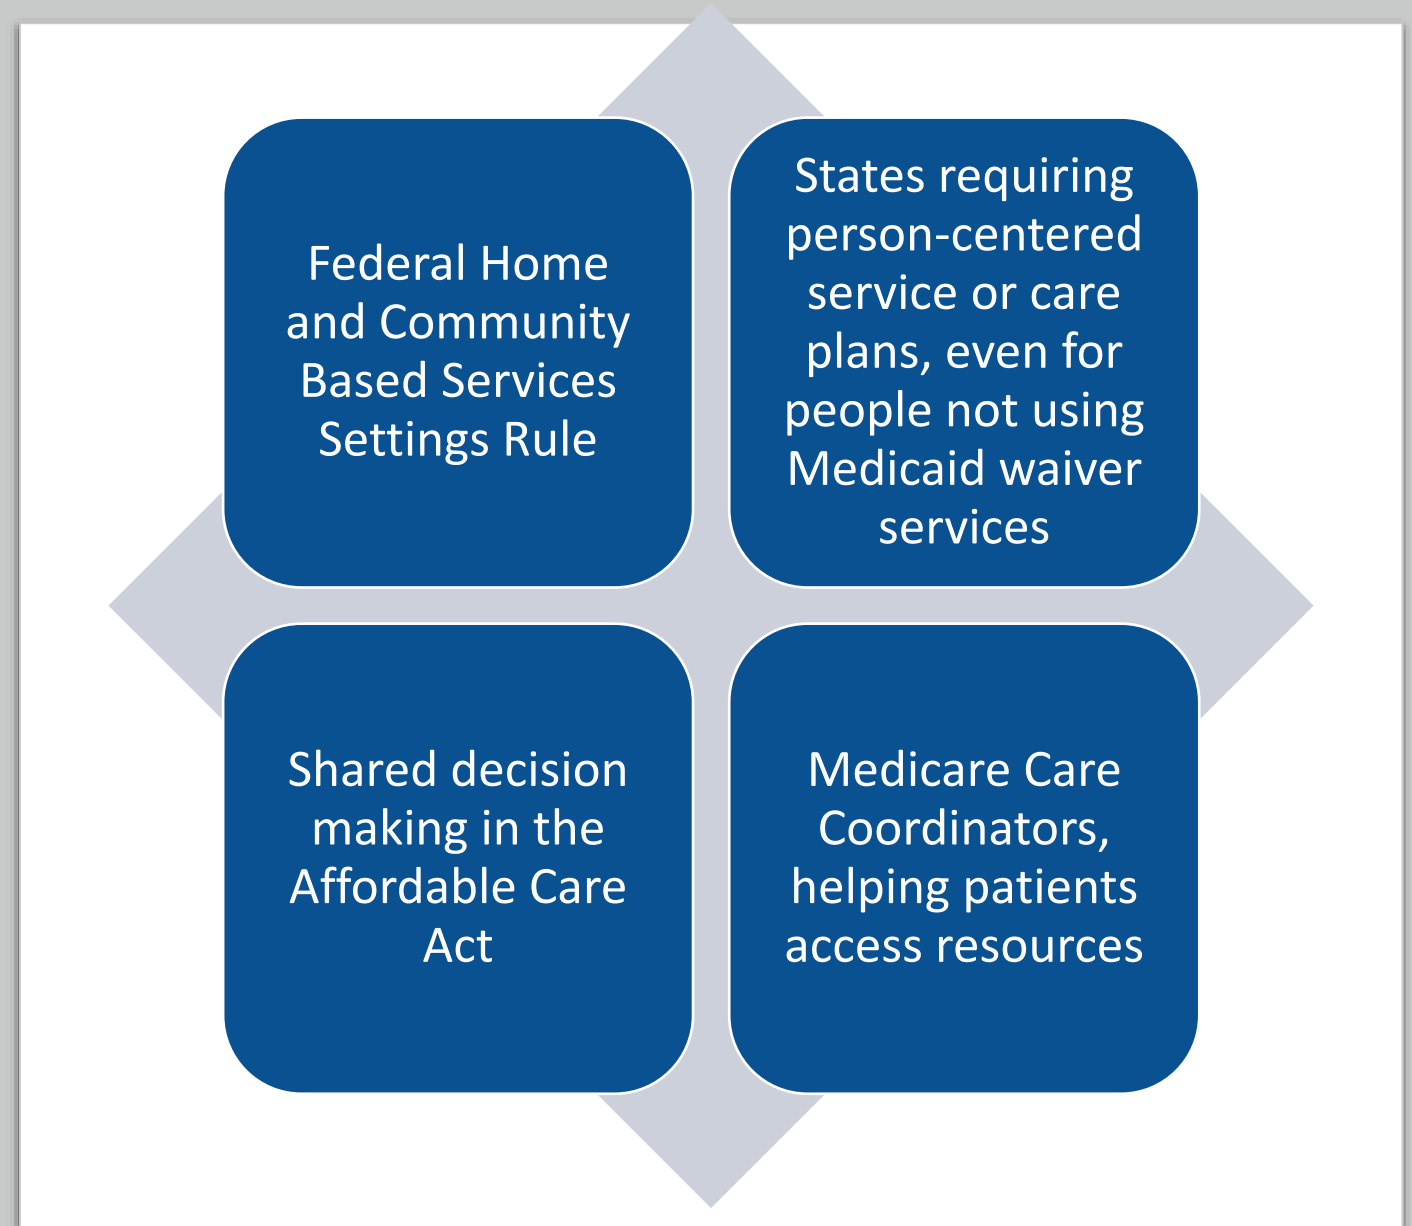 Federal Home
and Community
Based Services
Settings Rule
States requiring
person-centered
service or care
plans, even for
people not using
Medicaid waiver
services
Shared decision
making in the
Affordable Care
Act
Medicare Care
Coordinators,
helping patients
access resources